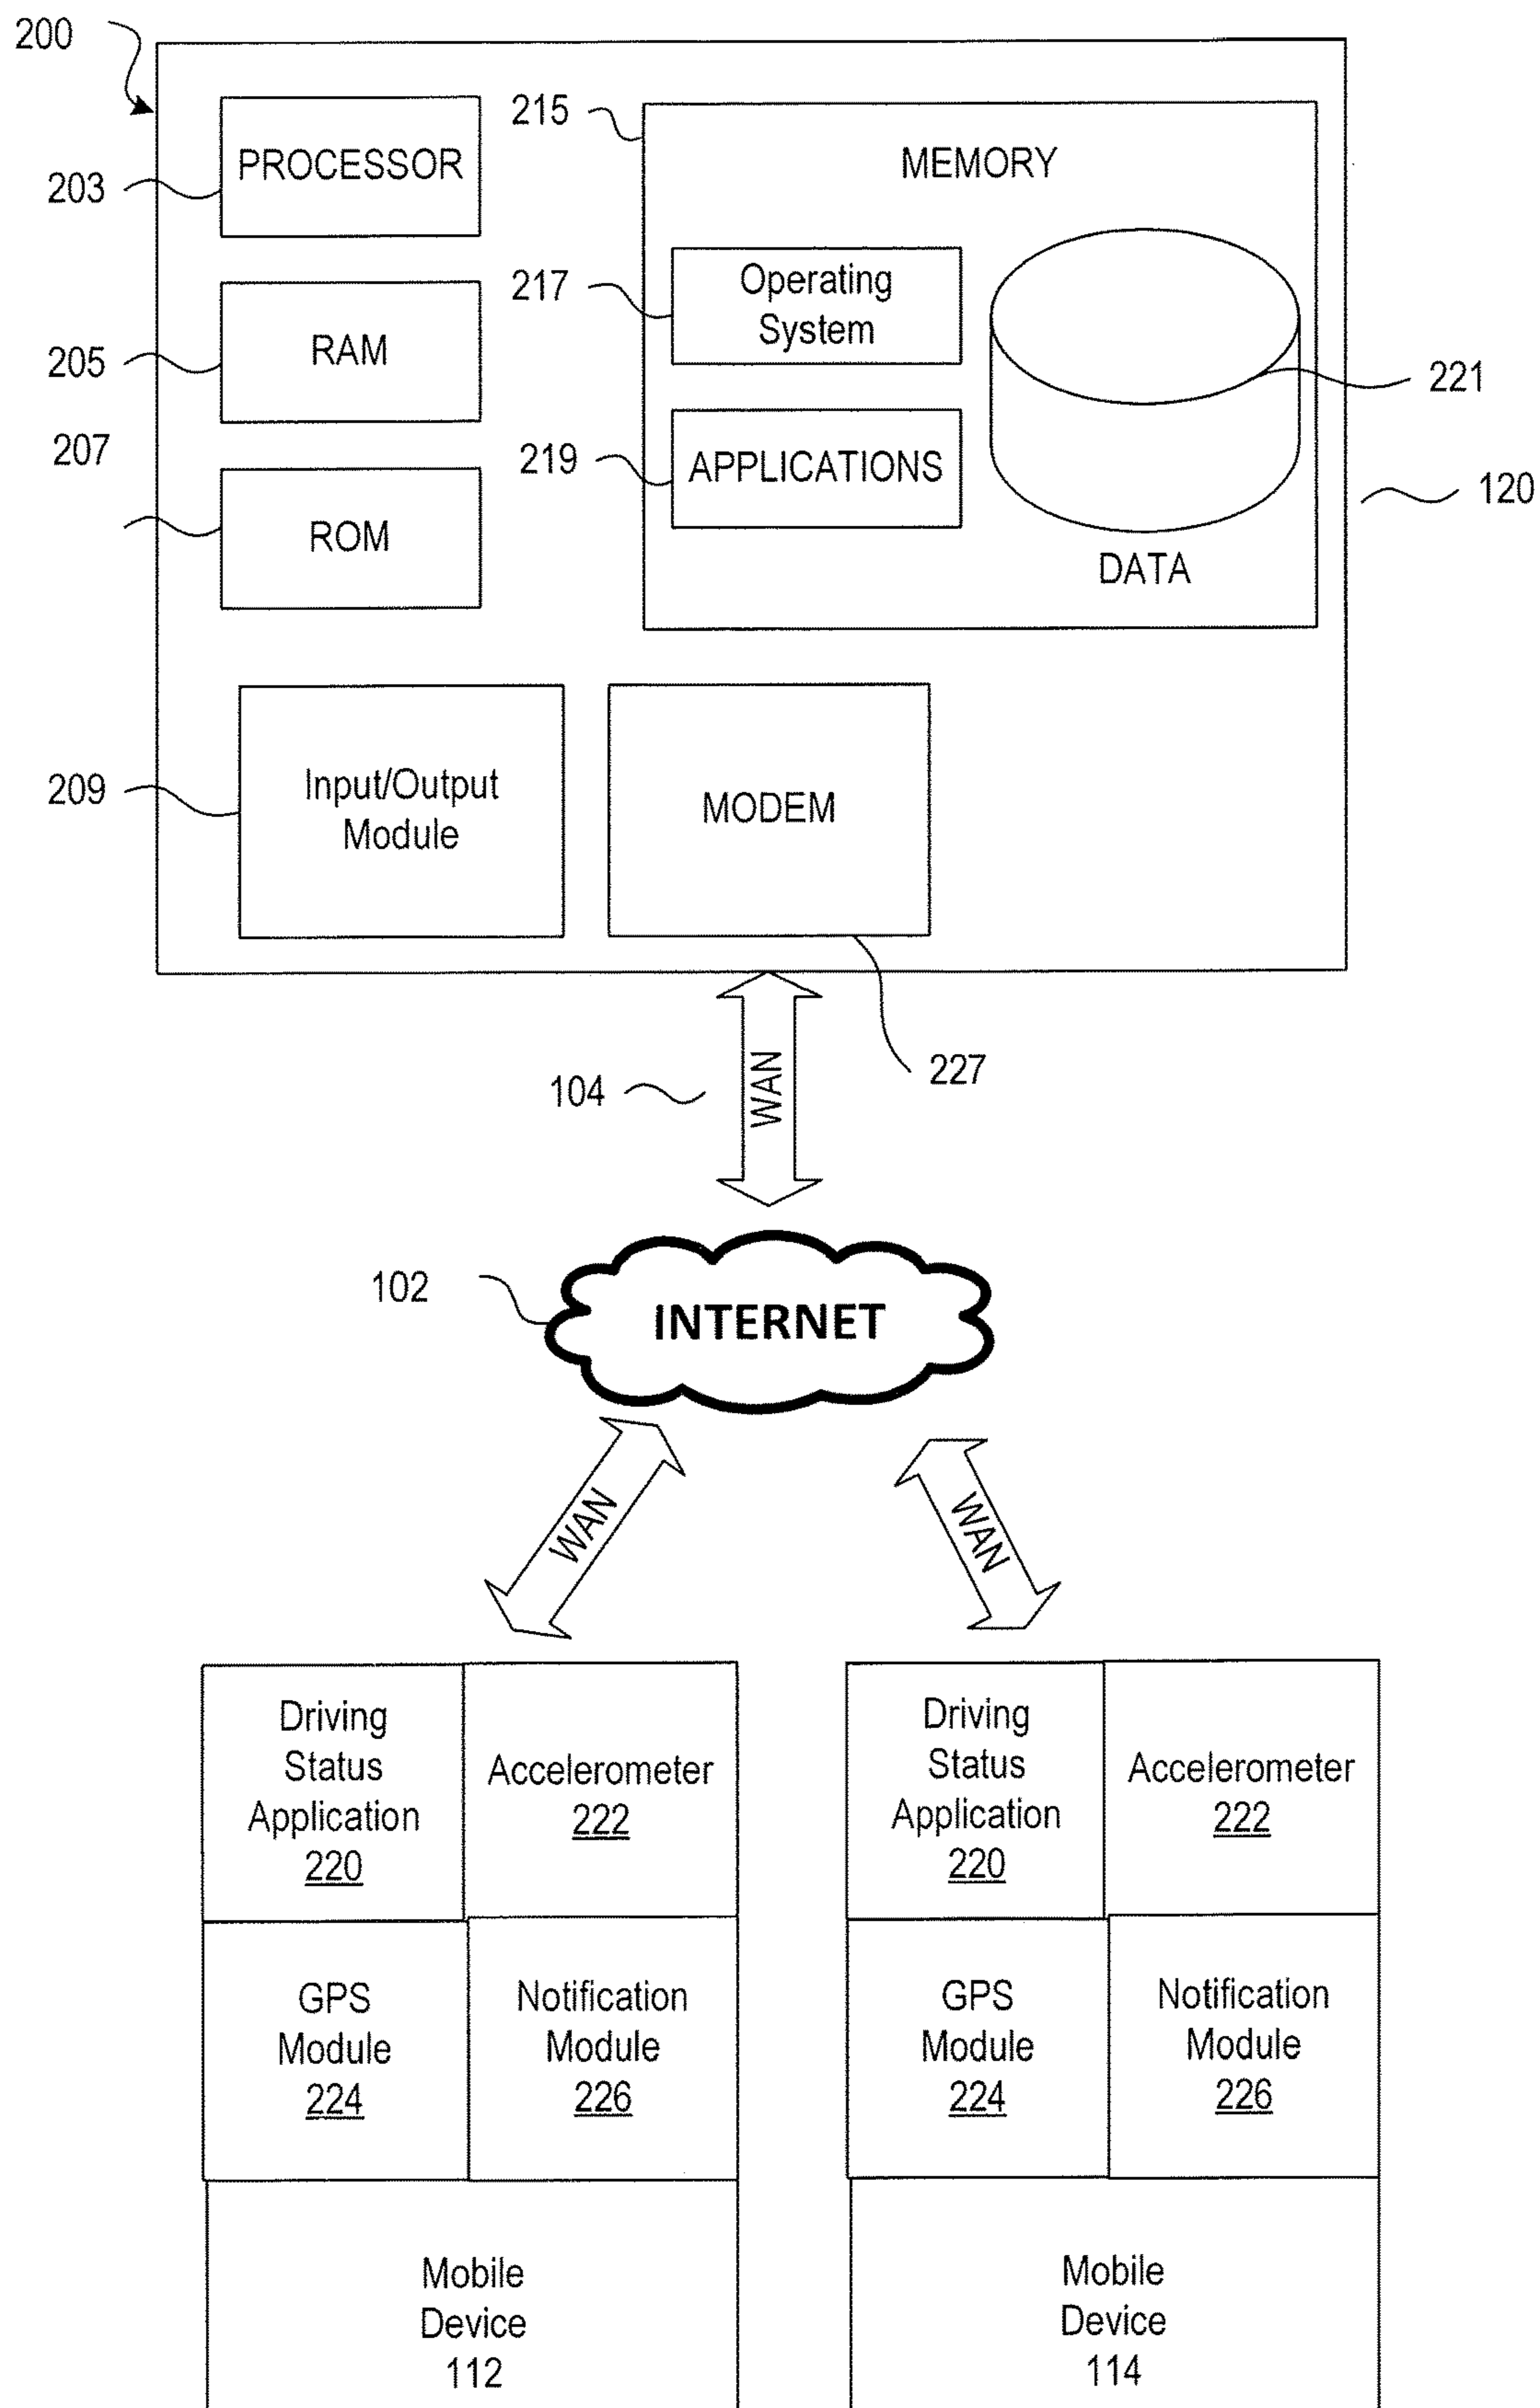 200
PROCESSOR
203
RAM
205
207
ROM
215
MEMORY
217
Operating
System
219
APPLICATIONS
221
DATA
120
209
Input/Output
Module
MODEM
227
104
WAN
102
INTERNET
WAN
WAN
Driving
Status
Application
220
Accelerometer
222
GPS
Module
224
Notification
Module
226
Mobile
Device
112
Driving
Status
Application
220
Accelerometer
222
GPS
Module
224
Notification
Module
226
Mobile
Device
114